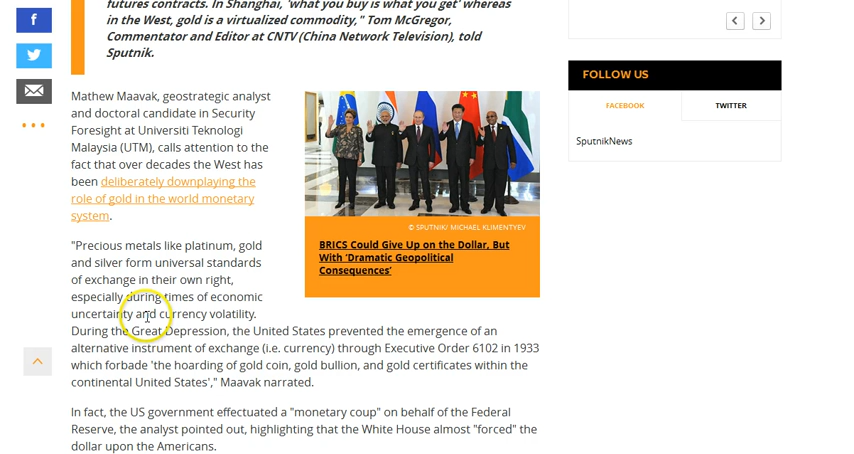 futures contracts. In Shanghai, 'what you buy is what you get' whereas
in the West, gold is a virtualized commodity," Tom McGregor,
Commentator and Editor at CNTV (China Network Television), told
Sputnik.
Mathew Maavak, geostrategic analyst
and doctoral candidate in Security
Foresight at Universiti Teknologi
Malaysia (UTM), calls attention to the
fact that over decades the West has
been deliberately downplaying the
role of gold in the world monetary
system.
"Precious metals like platinum, gold
and silver form universal standards
of exchange in their own right,
especially during times of economic
uncertainty and currency volatility.
During the Great Depression, the United States prevented the emergence of an
alternative instrument of exchange (i.e. currency) through Executive Order 6102 in 1933
which forbade 'the hoarding of gold coin, gold bullion, and gold certificates within the
continental United States'," Maavak narrated.
In fact, the US government effectuated a "monetary coup" on behalf of the Federal
Reserve, the analyst pointed out, highlighting that the White House almost "forced" the
dollar upon the Americans.
© SPUTNIK/ MICHAEL KLIMENTYEV
BRICS Could Give Up on the Dollar, But
With 'Dramatic Geopolitical
Consequences'
FOLLOW US
FACEBOOK
TWITTER
SputnikNews